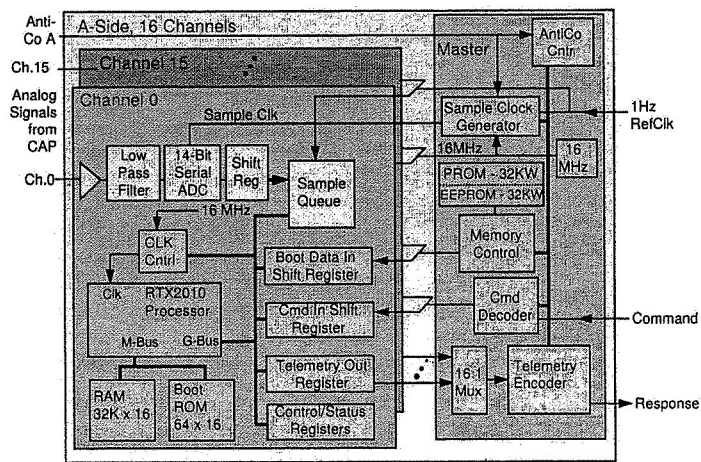 Anti-
Co A
A-Side, 16 Channels
Master
AntiCo
Cntr.
Ch.15
Channel 15
Analog
Signals
from
CAP
Channel 0
Sample Clk
Sample Clock
Generator
1Hz
RefClk
16MHz
16
MHz
Ch.0
Low
Pass
Filter
14-Bit
Serial
ADC
Shift
Reg
Sample
Queue
PROM - 32KW
EEPROM - 32KW
16 MHz
CLK
Cntrl
Boot Data In
Shift Register
Memory
Control
Clk
RTX2010
Processor
Cmd In Shift
Register
Cmd
Decoder
Command
M-Bus
G-Bus
Telemetry Out
Register
16:1
Mux
Telemetry
Encoder
RAM
32K x 16
Boot
ROM
64 x 16
Control/Status
Registers
Response